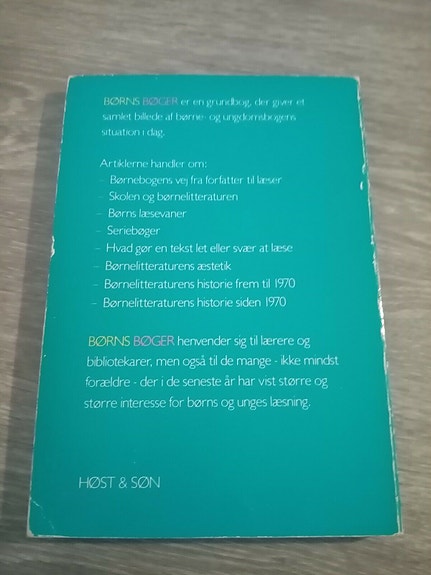 BØRNS BØGER er en grundbog, der giver et
samlet billede af børne- og ungdomsbogens
situation i dag.
Artiklerne handler om:
– Børnebogens vej fra forfatter til læser
– Skolen og børnelitteraturen
– Børns læsevaner
– Seriebøger
– Hvad gør en tekst let eller svær at læse
– Børnelitteraturens æstetik
– Børnelitteraturens historie frem til 1970
– Børnelitteraturens historie siden 1970
BØRNS BØGER henvender sig til lærere og
bibliotekarer, men også til de mange - ikke mindst
forældre - der i de seneste år har vist større og
større interesse for børns og unges læsning.
HØST & SØN